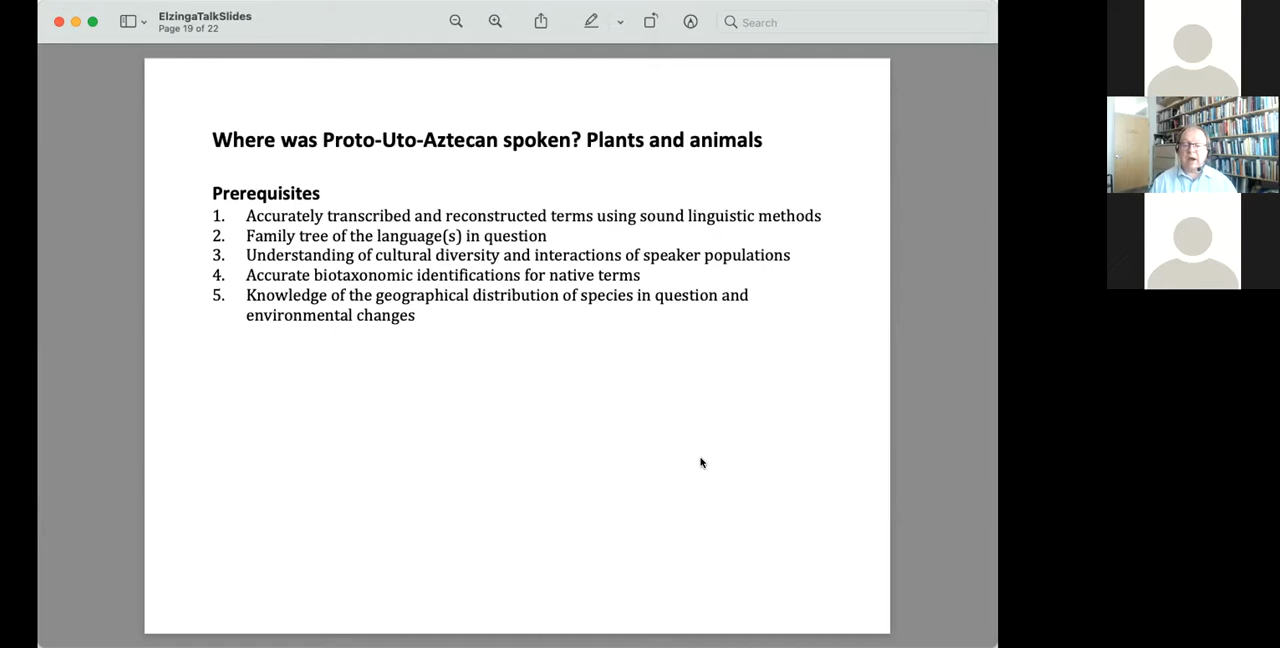 ElzingaTalkSlides
Page 19 of 22
Search
Where was Proto-Uto-Aztecan spoken? Plants and animals
Prerequisites
1. Accurately transcribed and reconstructed terms using sound linguistic methods
2. Family tree of the language(s) in question
3. Understanding of cultural diversity and interactions of speaker populations
4. Accurate biotaxonomic identifications for native terms
5. Knowledge of the geographical distribution of species in question and
environmental changes